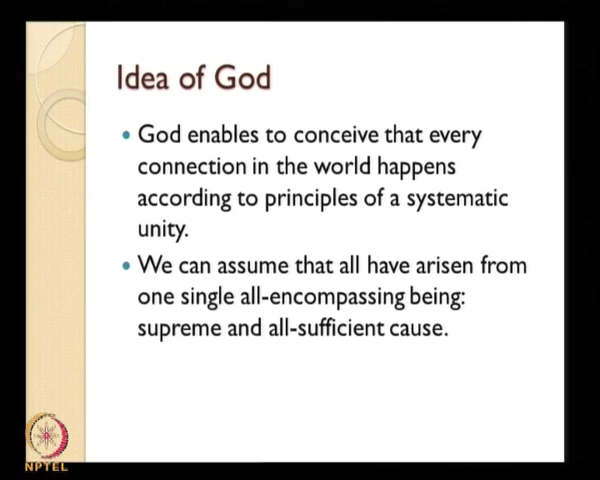 Idea of God
• God enables to conceive that every
connection in the world happens
according to principles of a systematic
unity.
• We can assume that all have arisen from
one single all-encompassing being:
supreme and all-sufficient cause.
NPTEL